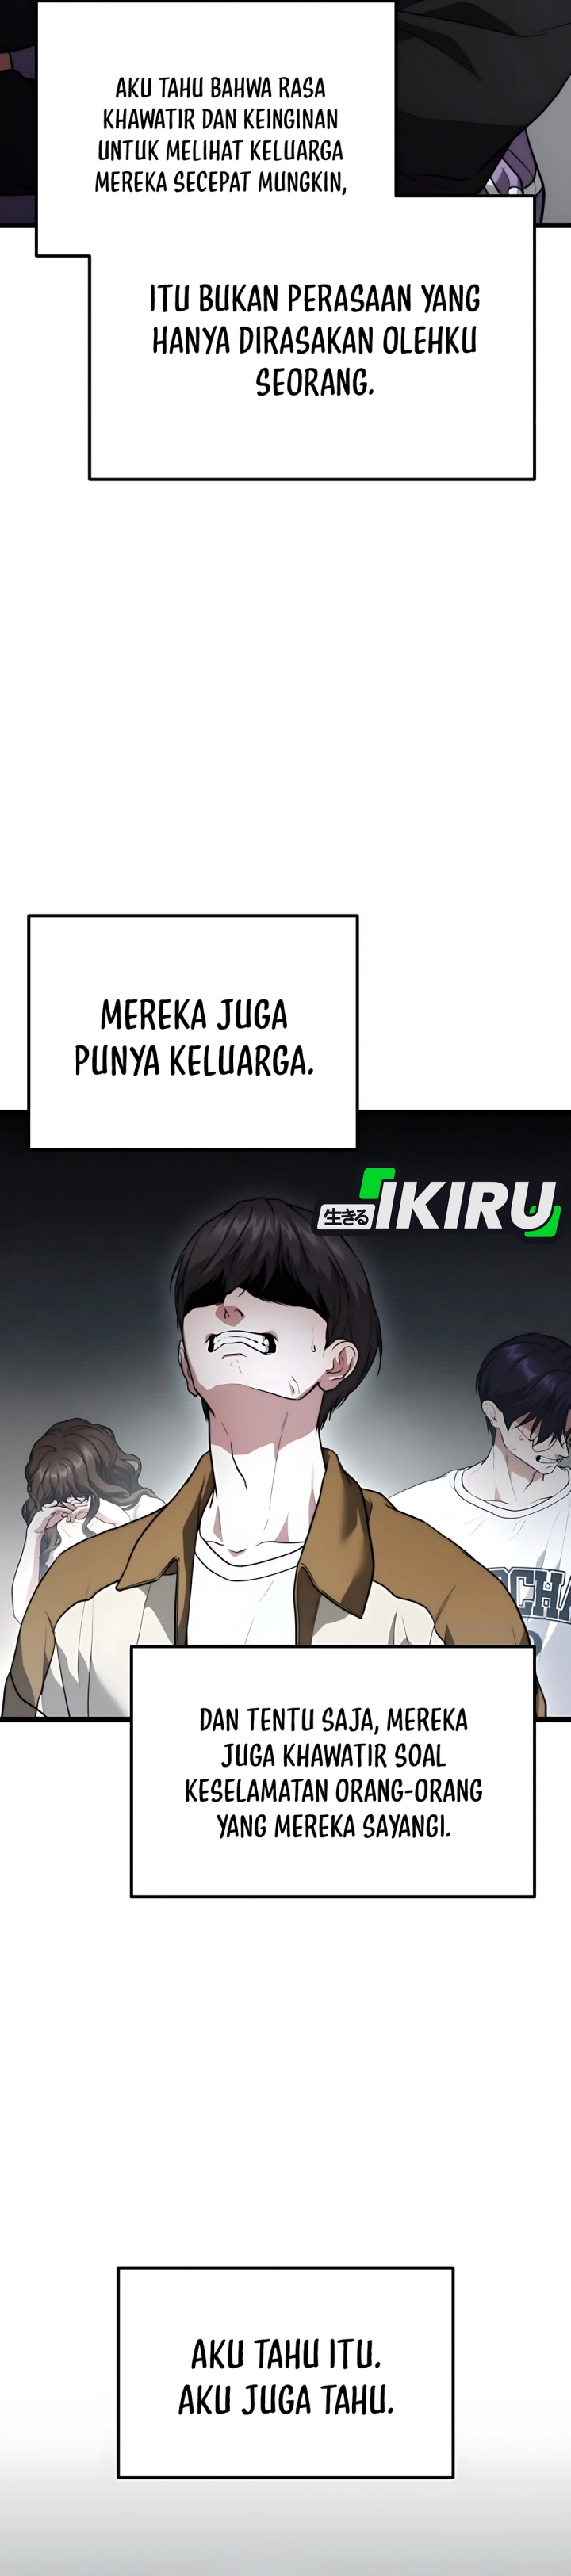 AKU TAHU BAHWA RASA
KHAWATIR DAN KEINGINAN
UNTUK MELIHAT KELUARGA
MEREKA SECEPAT MUNGKIN,
ITU BUKAN PERASAAN YANG
HANYA DIRASAKAN OLEHKU
SEORANG.
MEREKA JUGA
PUNYA KELUARGA.
生きる IKIRU
OCHA
DAN TENTU SAJA, MEREKA
JUGA KHAWATIR SOAL
KESELAMATAN ORANG-ORANG
YANG MEREKA SAYANGI.
AKU TAHU ITU.
AKU JUGA TAHU.